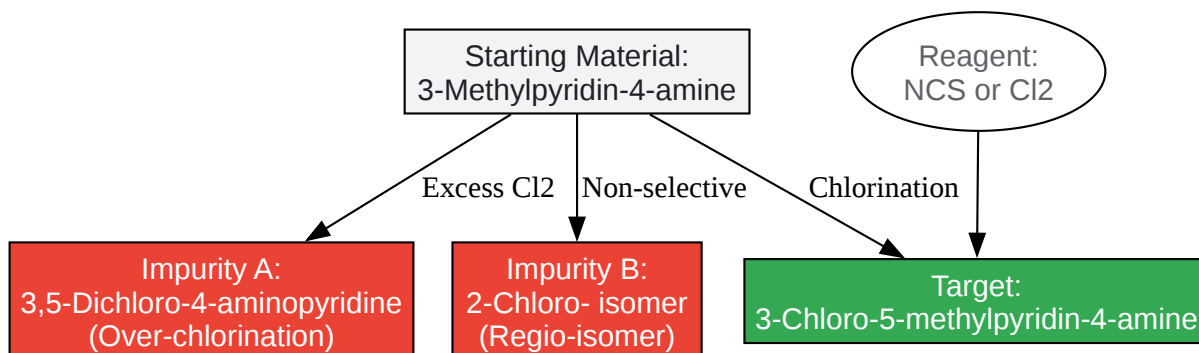 Starting Material:
3-Methylpyridin-4-amine
Reagent:
NCS or Cl2
Excess Cl2
Non-selective
Chlorination
Impurity A:
3,5-Dichloro-4-aminopyridine
(Over-chlorination)
Impurity B:
2-Chloro- isomer
(Regio-isomer)
Target:
3-Chloro-5-methylpyridin-4-amine